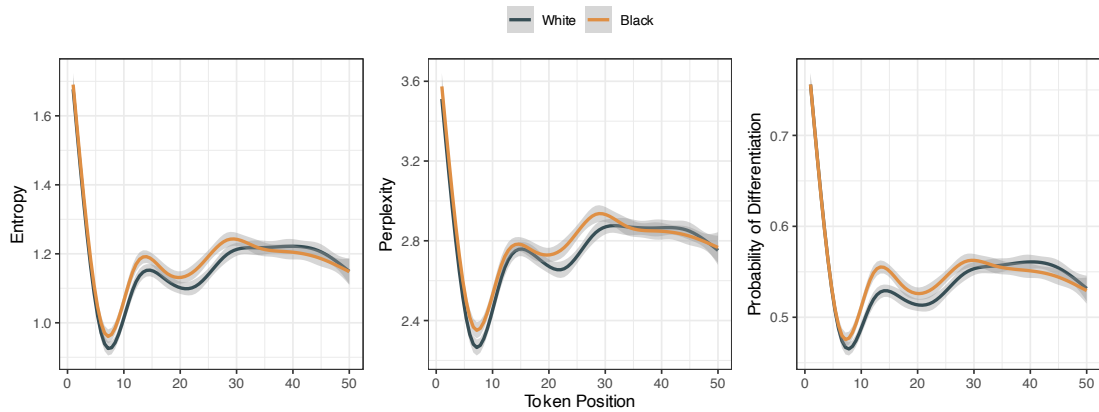 White Black
Entropy
1.6
1.4
1.2
1.0
0 10 20 30 40 50
Perplexity
3.6
3.2
2.8
2.4
0 10 20 30 40 50
Token Position
Probability of Differentiation
0.7
0.6
0.5
0 10 20 30 40 50